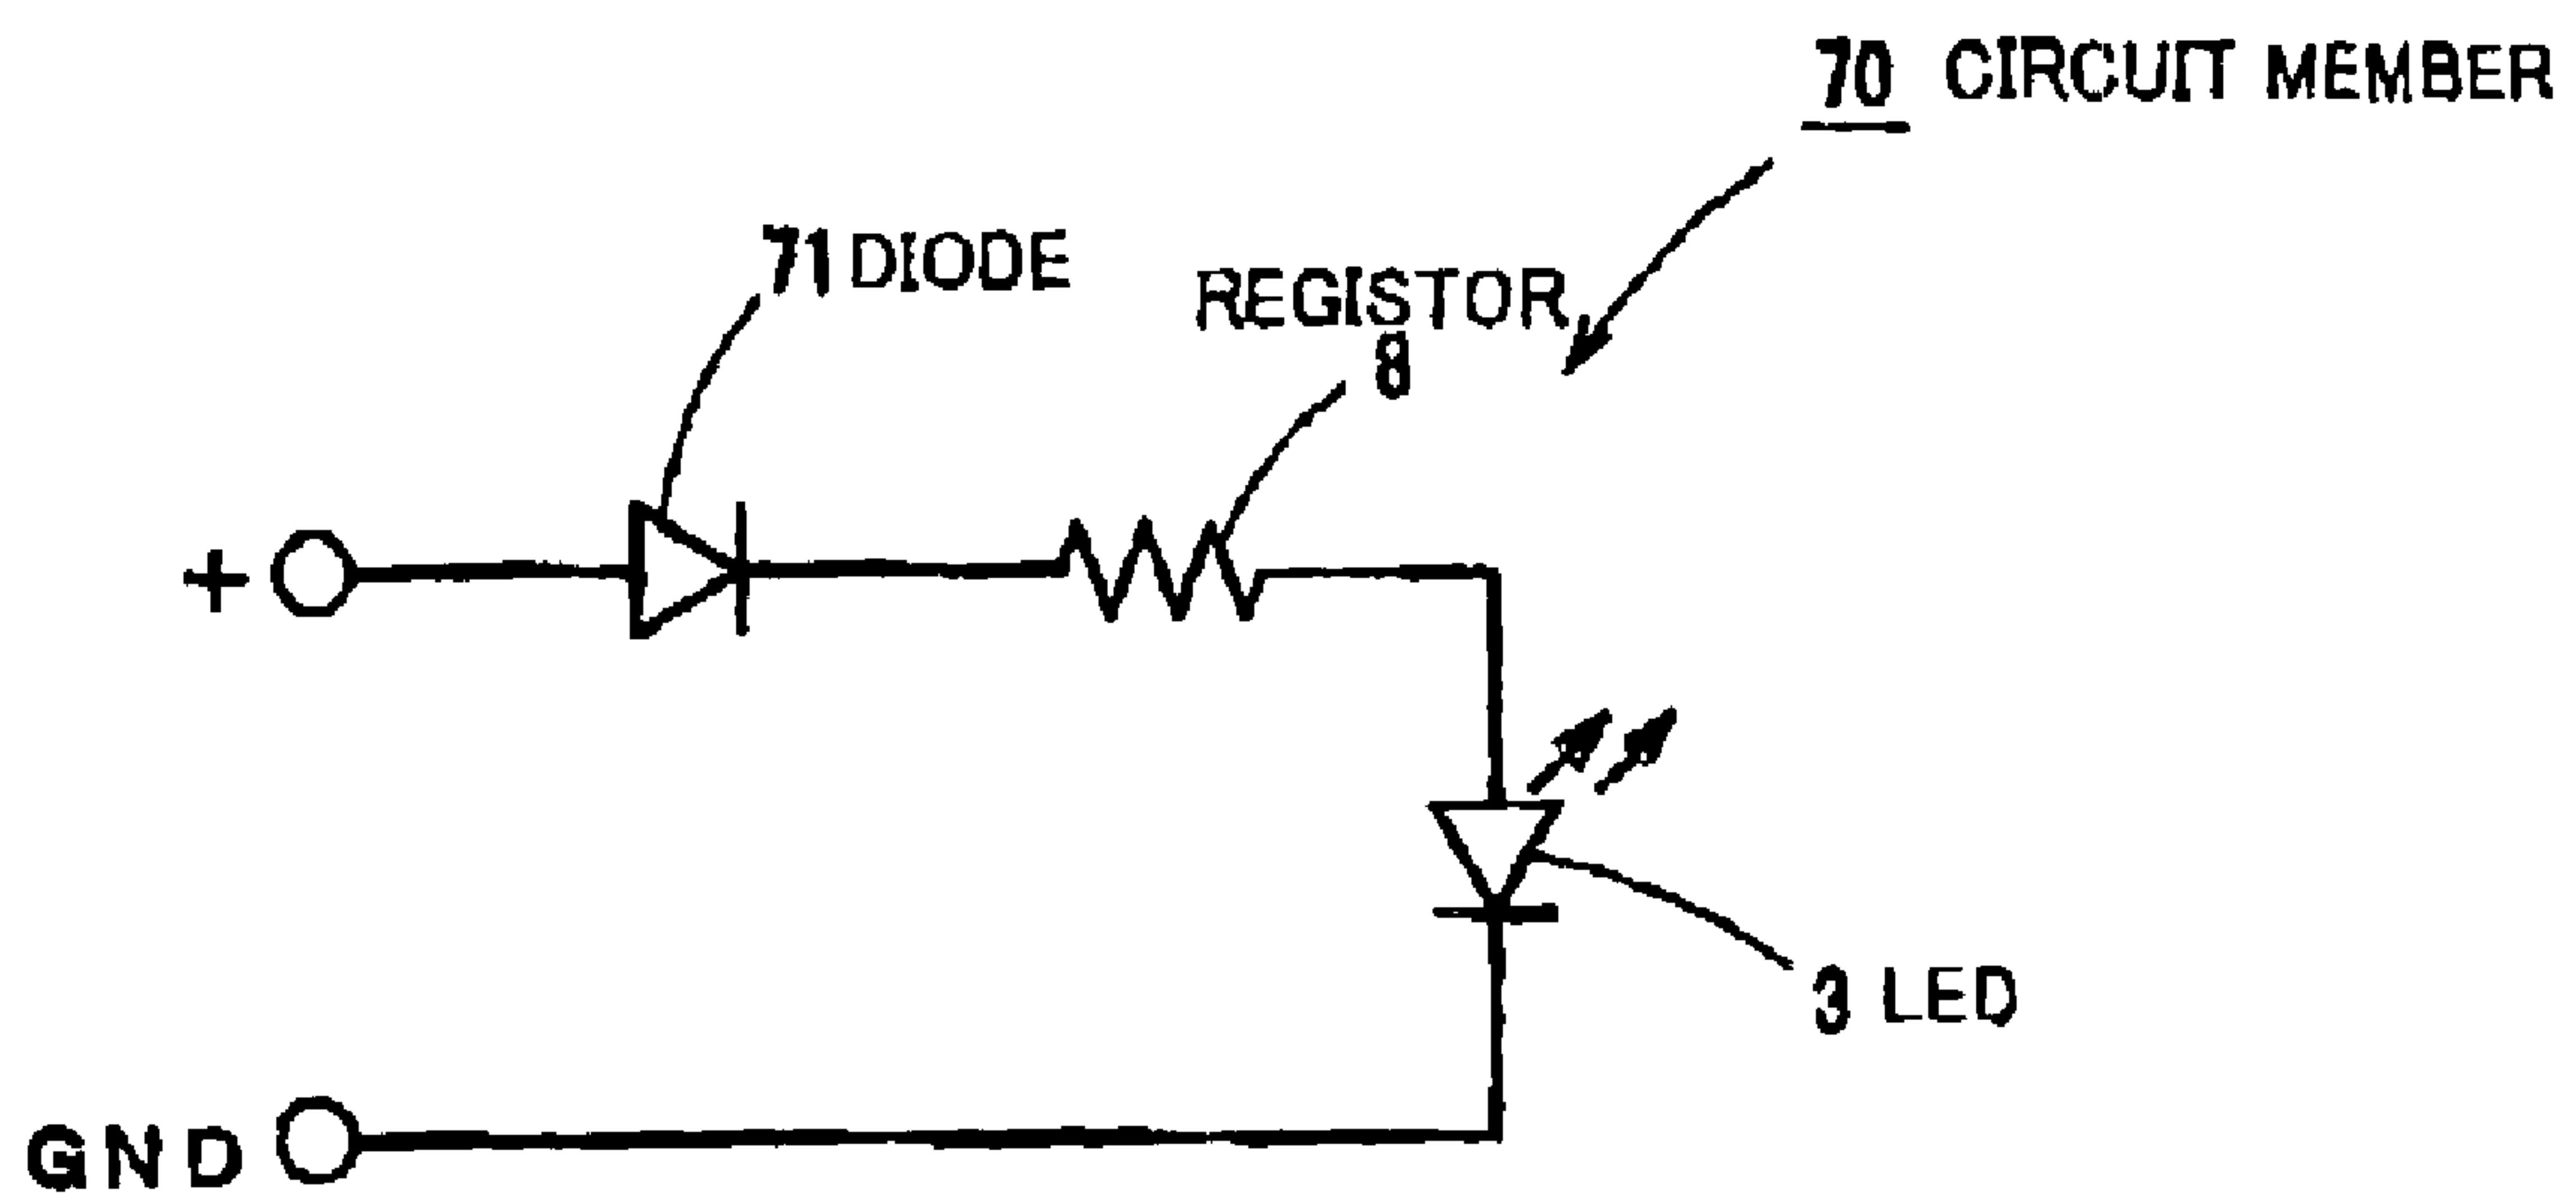 70 CIRCUIT MEMBER
71 DIODE
REGISTOR
8
+
3 LED
GND